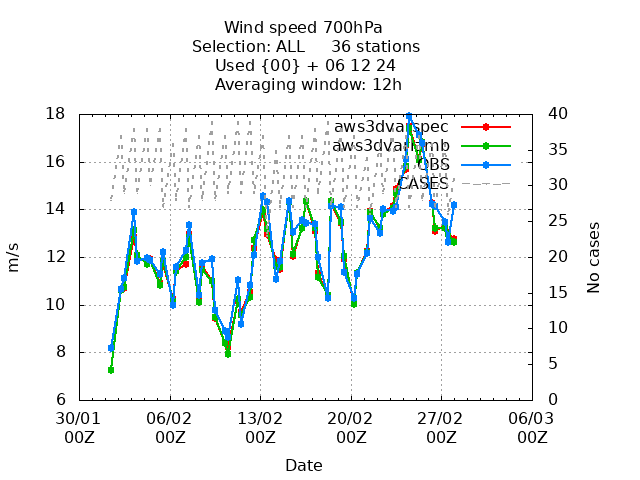 Wind speed 700hPa
Selection: ALL 36 stations
Used {00} + 06 12 24
Averaging window: 12h
18
16
14
12
10
8
6
m/s
40
35
30
25
20
15
10
5
0
No cases
OBS
CASES
30/01 06/02 13/02 20/02 27/02 06/03
00Z 00Z 00Z 00Z 00Z 00Z
Date